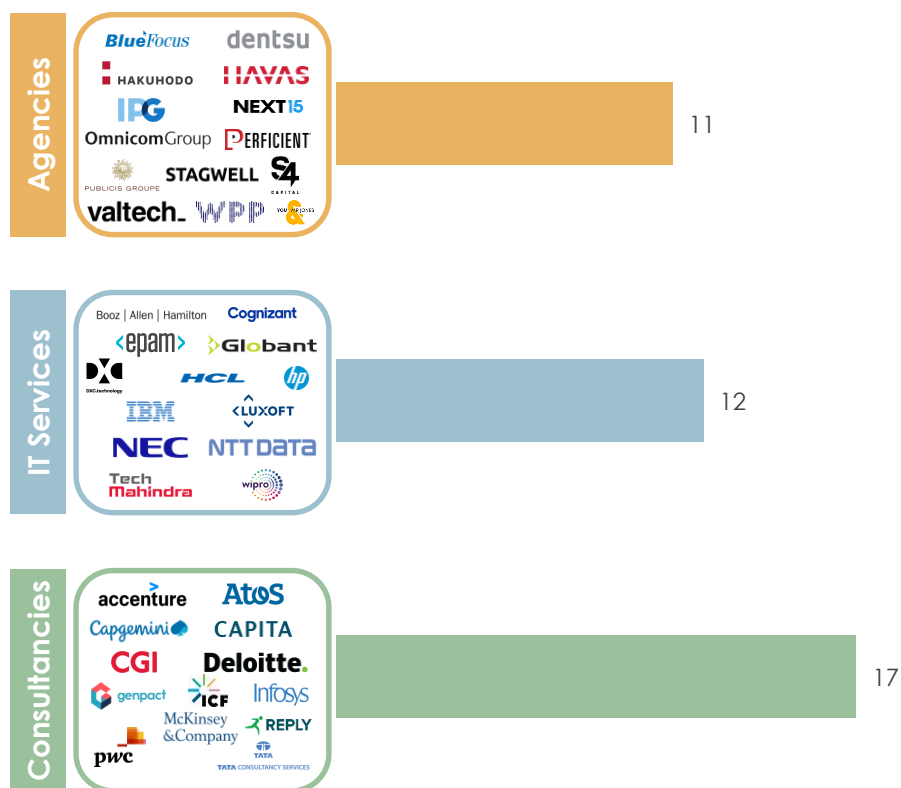 Agencies
BlueFocus dentsu
HAKUHODO HAVAS
IPG NEXT15
OmnicomGroup PERFICIENT
PUBLICIS GROUPE STAGWELL S4 CAPITAL
valtech_ WPP YOU & MR JONES
11
IT Services
Booz | Allen | Hamilton Cognizant
<epam> Globant
DXC.technology HCL hp
IBM LUXOFT
NEC NTT DATA
Tech Mahindra wipro
12
Consultancies
accenture Atos
Capgemini CAPITA
CGI Deloitte.
genpact ICF Infosys
McKinsey &Company REPLY
pwc TATA
TATA CONSULTANCY SERVICES
17